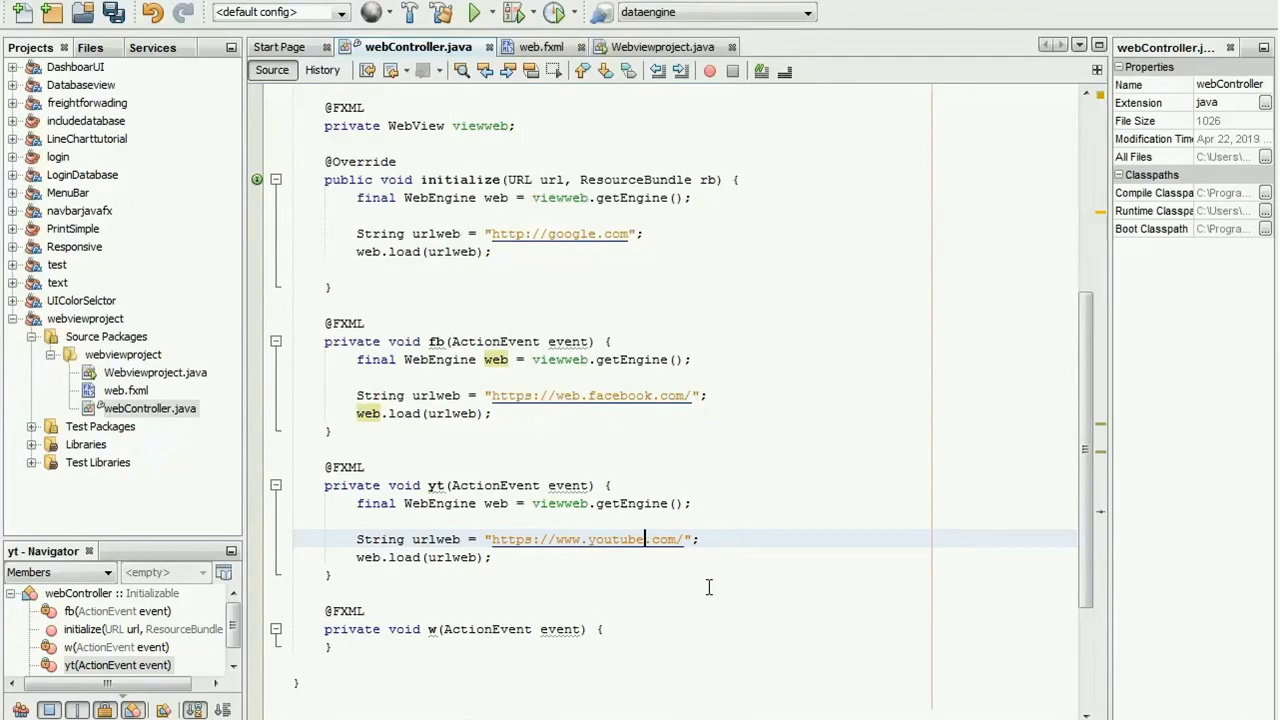 <default config>
dataengine
Projects
Files
Services
Start Page
webController.java
web.fxml
Webviewproject.java
webController.j...
Source
History
DashboarUI
Databaseview
freightforwading
includedatabase
LineCharttutorial
login
LoginDatabase
MenuBar
navbarjavafx
PrintSimple
Responsive
test
text
UIColorSelctor
webviewproject
Source Packages
webviewproject
Webviewproject.java
web.fxml
webController.java
Test Packages
Libraries
Test Libraries
@FXML
private WebView viewweb;
@Override
public void initialize(URL url, ResourceBundle rb) {
final WebEngine web = viewweb.getEngine();
String urlweb = "http://google.com";
web.load(urlweb);
}
@FXML
private void fb(ActionEvent event) {
final WebEngine web = viewweb.getEngine();
String urlweb = "https://web.facebook.com/";
web.load(urlweb);
}
@FXML
private void yt(ActionEvent event) {
final WebEngine web = viewweb.getEngine();
String urlweb = "https://www.youtube.com/";
web.load(urlweb);
}
@FXML
private void w(ActionEvent event) {
}
}
Properties
Name webController
Extension java
File Size 1026
Modification Time Apr 22, 2019
All Files C:\Users\...
Classpaths
Compile Classpa C:\Progra...
Runtime Classpa C:\Users\...
Boot Classpath C:\Progra...
yt - Navigator
Members
<empty>
webController :: Initializable
fb(ActionEvent event)
initialize(URL url, ResourceBundle
w(ActionEvent event)
yt(ActionEvent event)